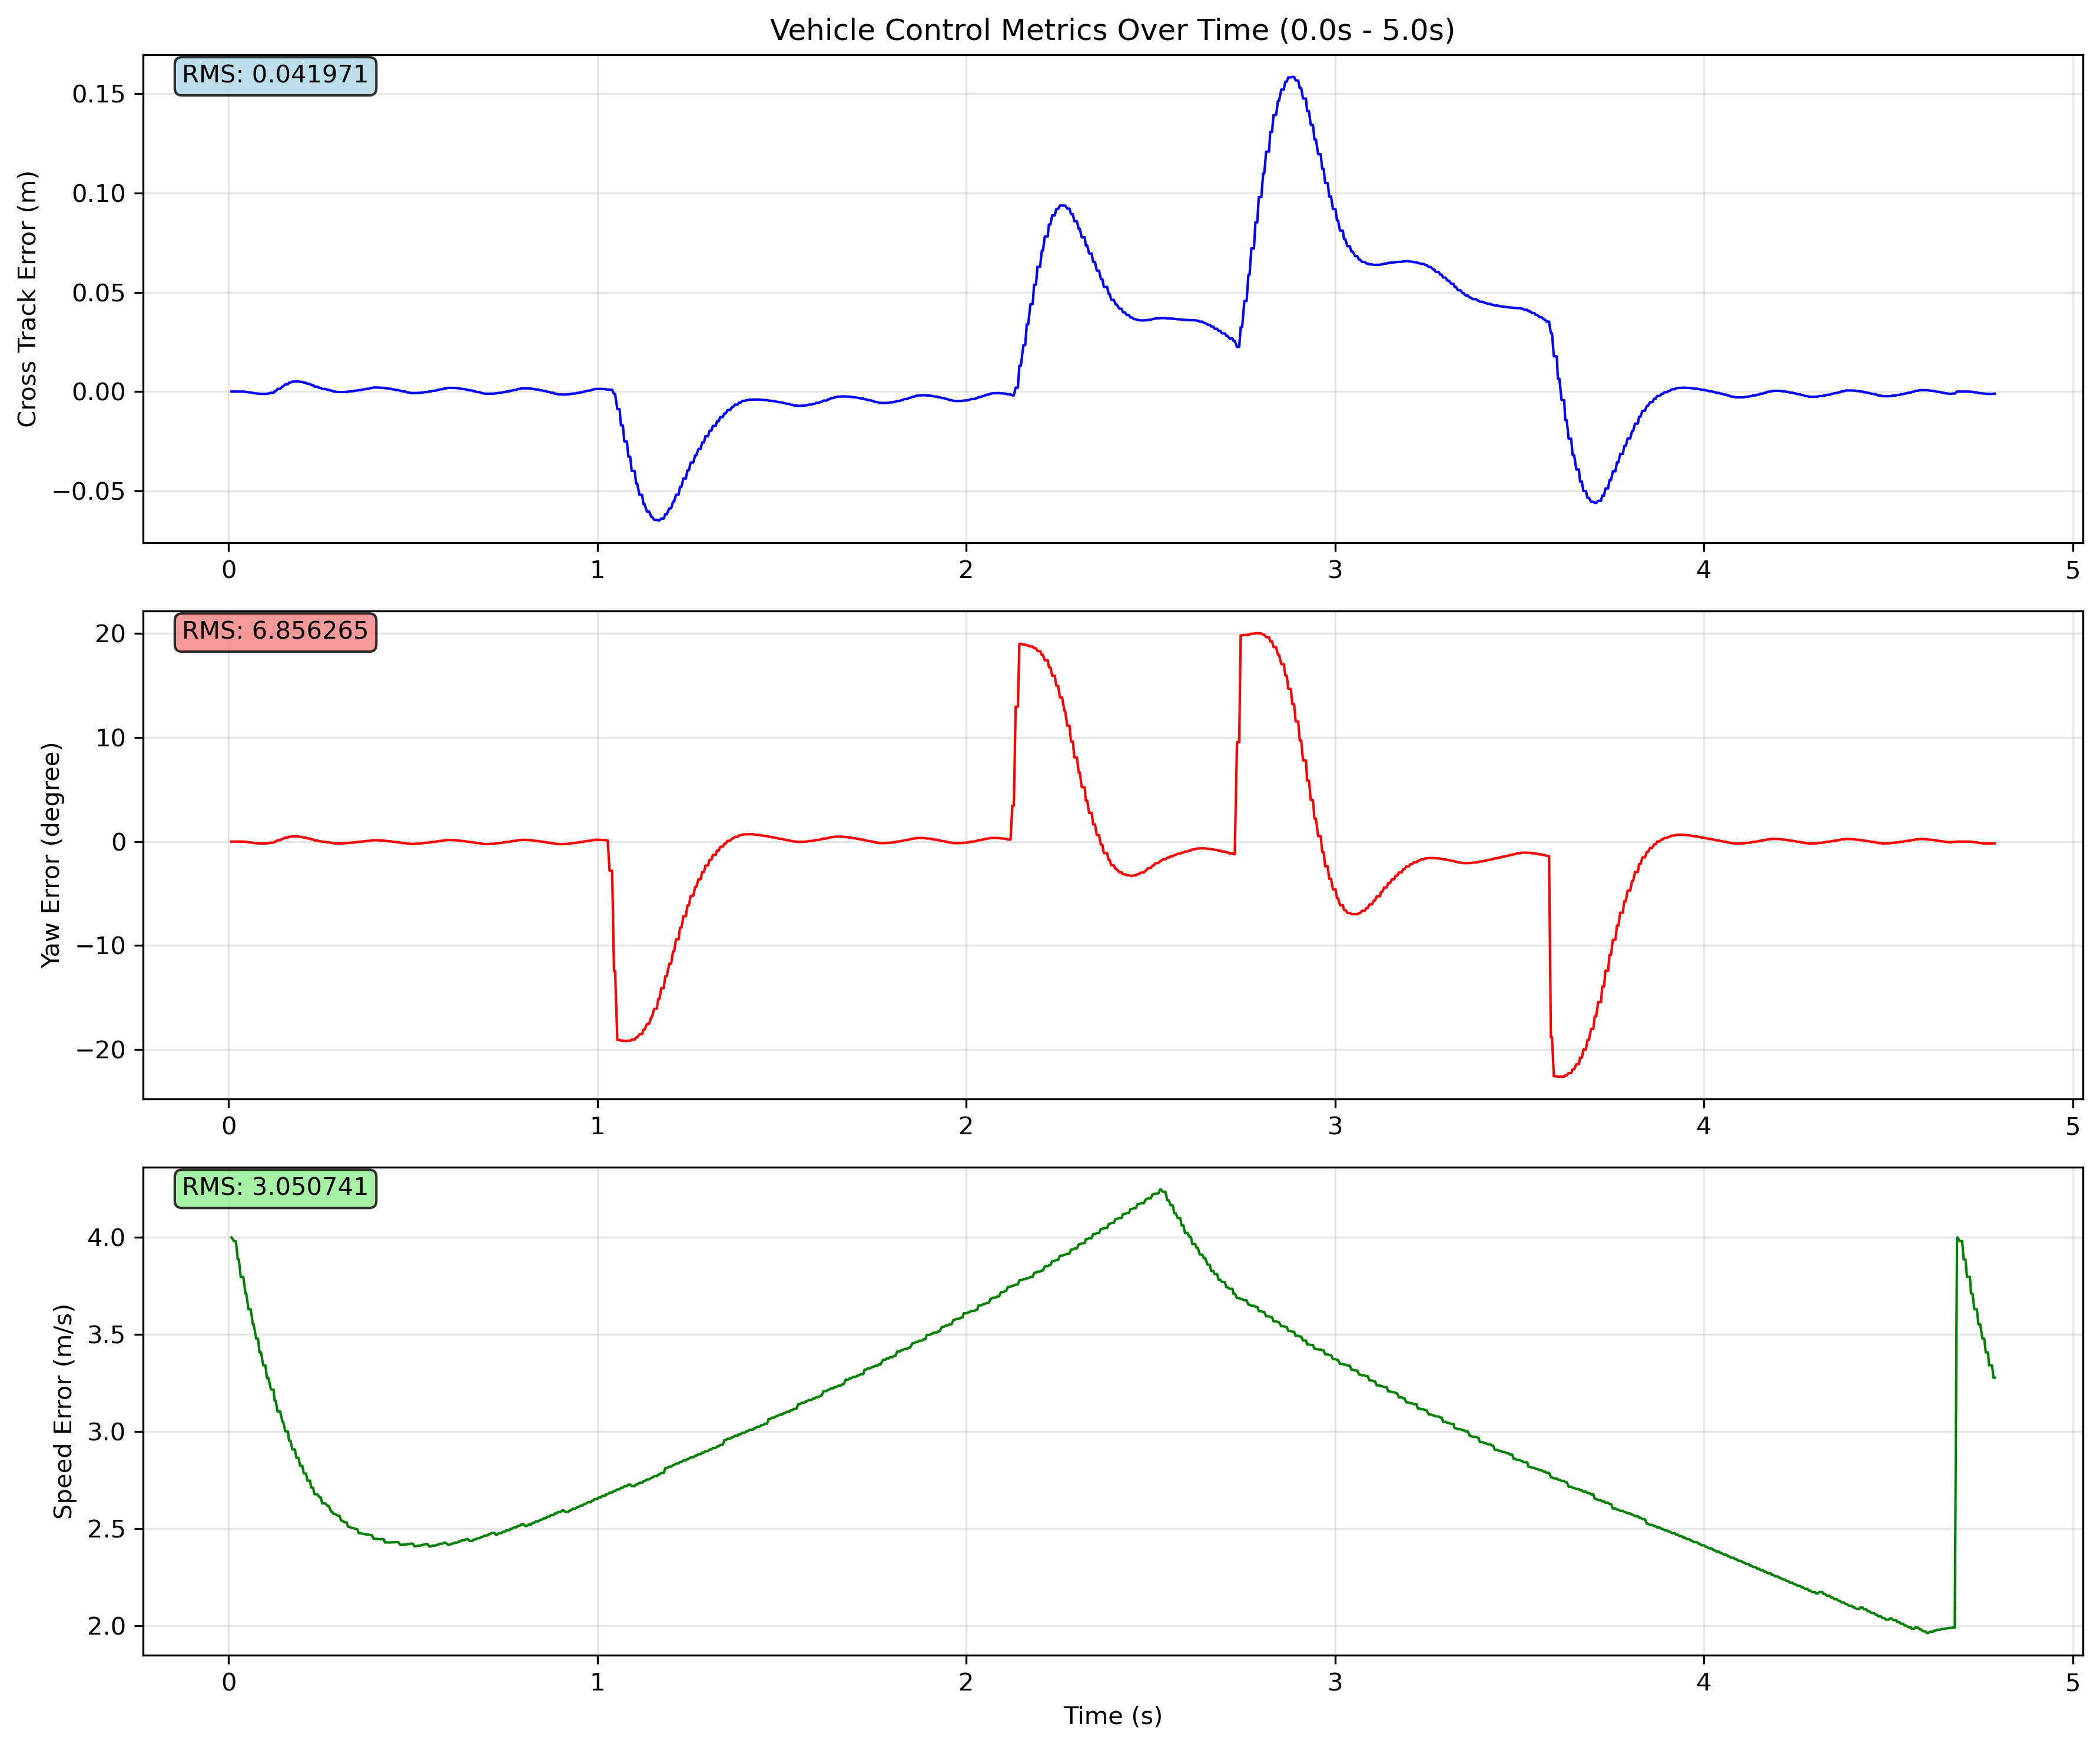 Vehicle Control Metrics Over Time (0.0s - 5.0s)
RMS: 0.041971
Cross Track Error (m)
0.15
0.10
0.05
0.00
−0.05
0 1 2 3 4 5
RMS: 6.856265
Yaw Error (degree)
20
10
0
−10
−20
0 1 2 3 4 5
RMS: 3.050741
Speed Error (m/s)
4.0
3.5
3.0
2.5
2.0
0 1 2 3 4 5
Time (s)